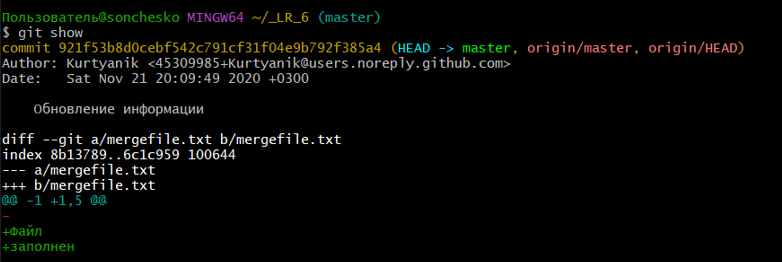 Пользователь@sonchesko MINGW64 ~/_LR_6 (master)
$ git show
commit 921f53b8d0cebf542c791cf31f04e9b792f385a4 (HEAD -> master, origin/master, origin/HEAD)
Author: Kurtyanik <45309985+Kurtyanik@users.noreply.github.com>
Date:   Sat Nov 21 20:09:49 2020 +0300
    Обновление информации
diff --git a/mergefile.txt b/mergefile.txt
index 8b13789..6c1c959 100644
--- a/mergefile.txt
+++ b/mergefile.txt
@@ -1 +1,5 @@
-
+Файл
+заполнен